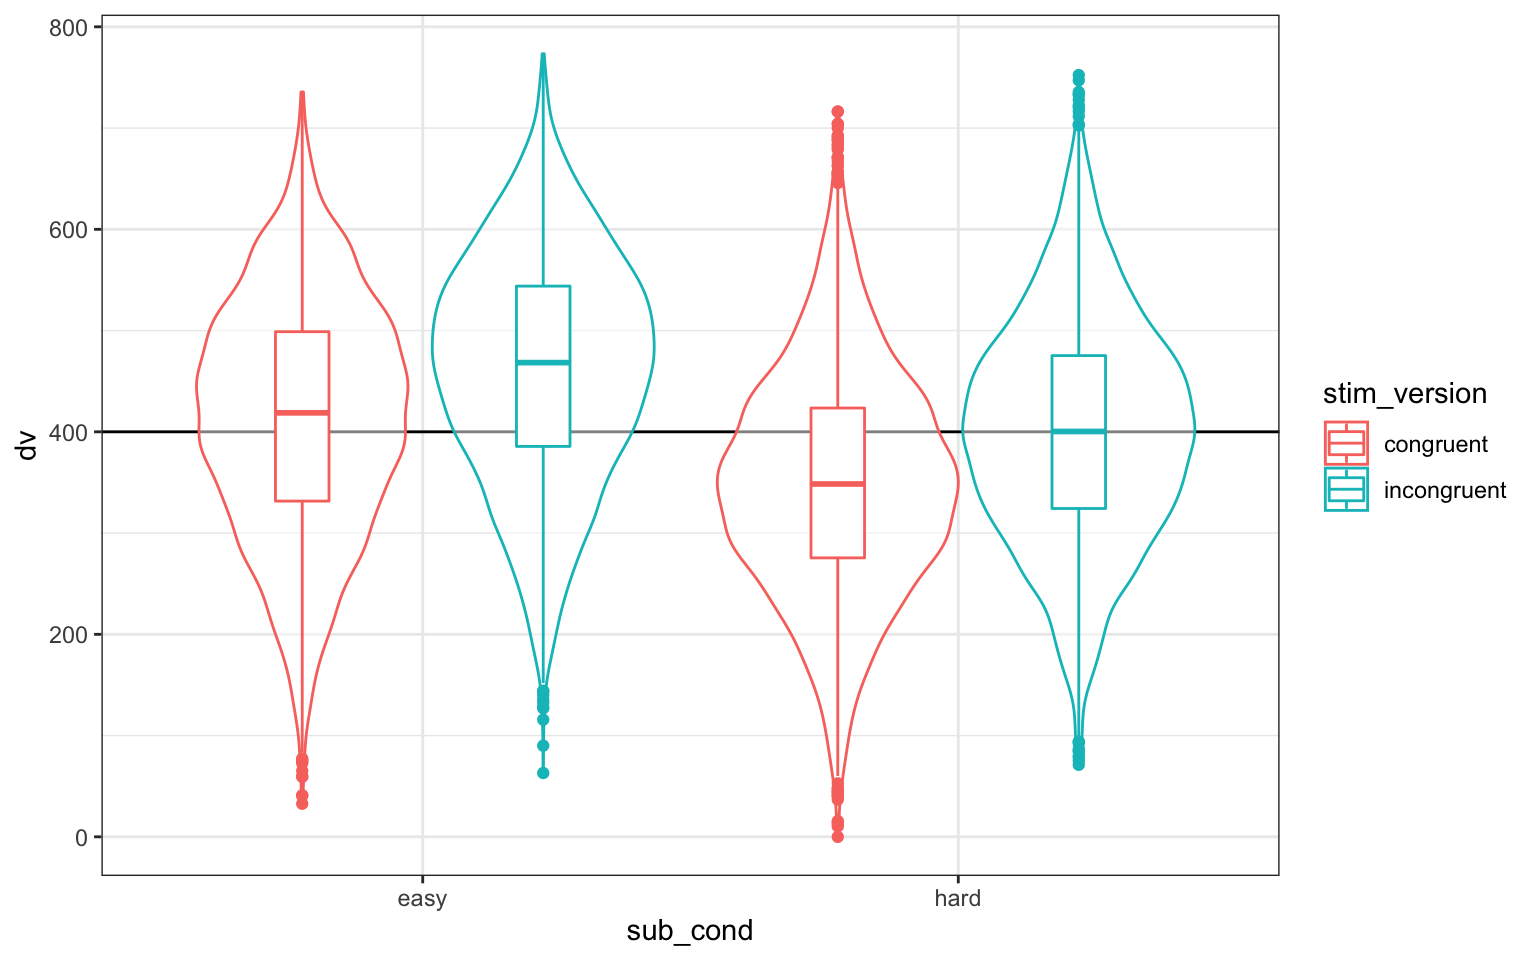 800
600
400
200
0
dv
easy
hard
sub_cond
stim_version
congruent
incongruent